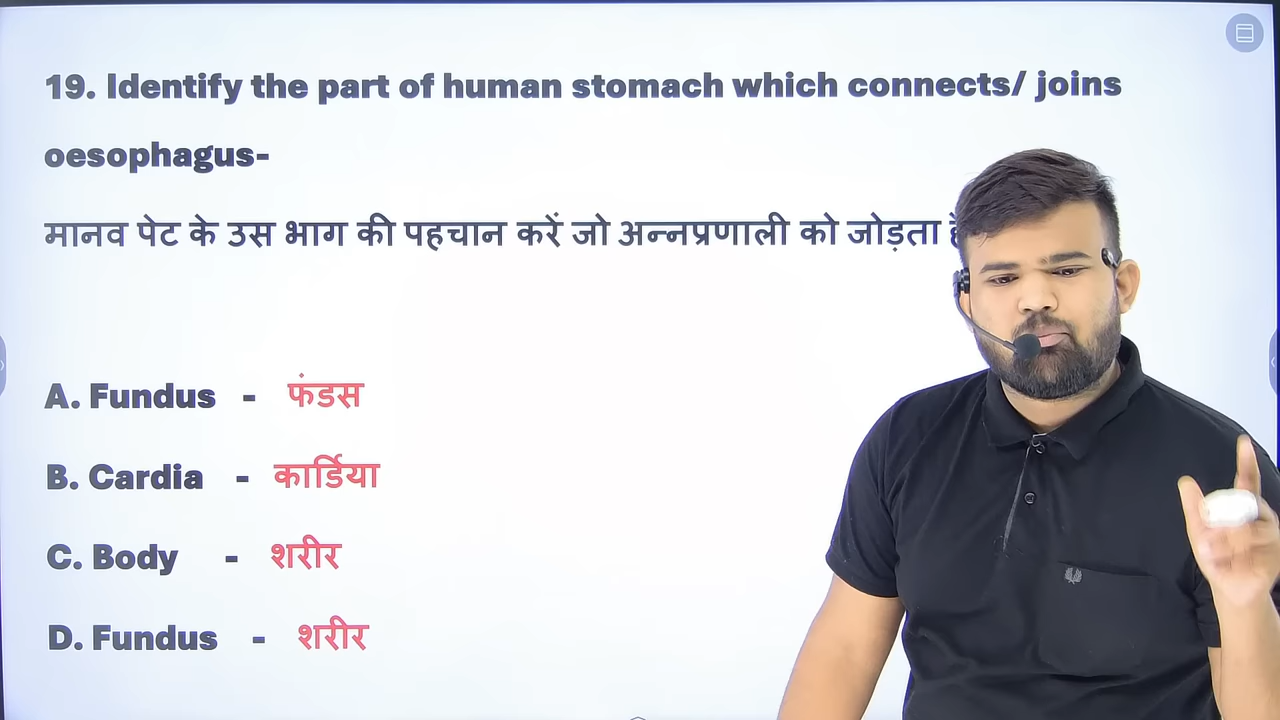 19. Identify the part of human stomach which connects/ joins
oesophagus-
मानव पेट के उस भाग की पहचान करें जो अन्नप्रणाली को जोड़ता
A. Fundus - फंडस
B. Cardia - कार्डिया
C. Body - शरीर
D. Fundus - शरीर